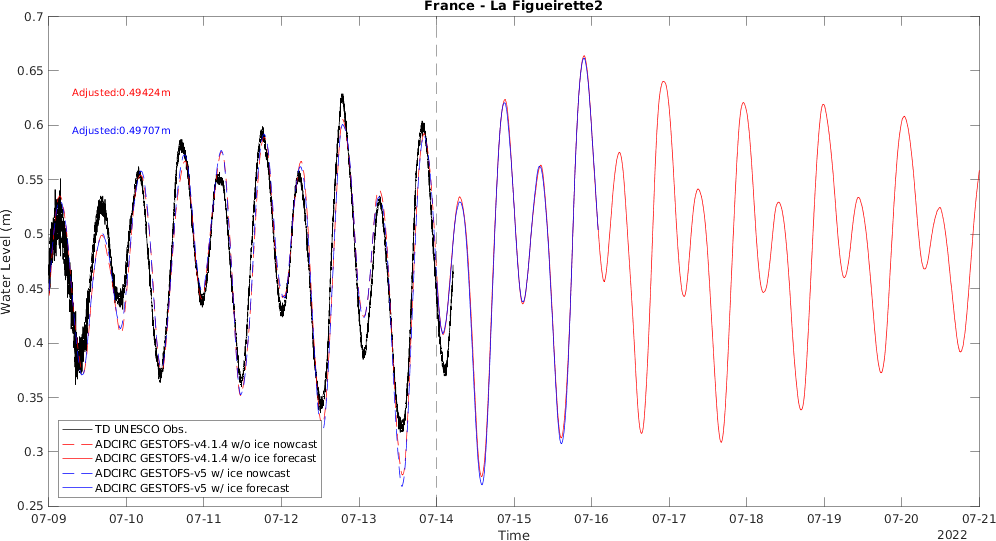 France - La Figueirette2
0.7
0.65
0.6
0.55
0.5
0.45
0.4
0.35
0.3
0.25
Water Level (m)
Adjusted:0.49424m
Adjusted:0.49707m
TD UNESCO Obs.
ADCIRC GESTOFS-v4.1.4 w/o ice nowcast
ADCIRC GESTOFS-v4.1.4 w/o ice forecast
ADCIRC GESTOFS-v5 w/ ice nowcast
ADCIRC GESTOFS-v5 w/ ice forecast
07-09 07-10 07-11 07-12 07-13 07-14 07-15 07-16 07-17 07-18 07-19 07-20 07-21
Time
2022